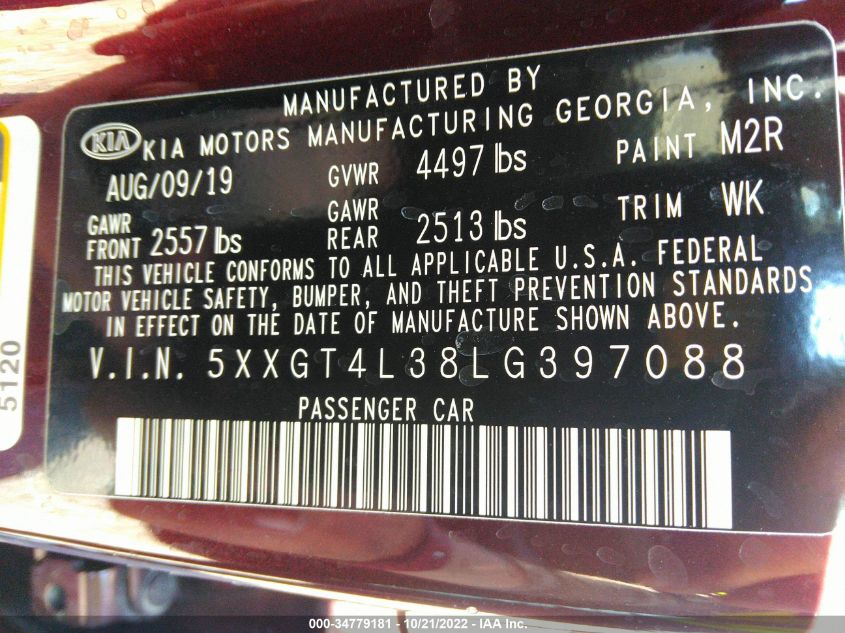 MANUFACTURED BY
KIA KIA MOTORS MANUFACTURING GEORGIA, INC.
AUG/09/19 GVWR 4497 lbs PAINT M2R
GAWR FRONT 2557 lbs GAWR REAR 2513 lbs TRIM WK
THIS VEHICLE CONFORMS TO ALL APPLICABLE U.S.A. FEDERAL
MOTOR VEHICLE SAFETY, BUMPER, AND THEFT PREVENTION STANDARDS
IN EFFECT ON THE DATE OF MANUFACTURE SHOWN ABOVE.
V.I.N. 5XXGT4L38LG397088
PASSENGER CAR
5120
000-34779181 - 10/21/2022 - IAA Inc.